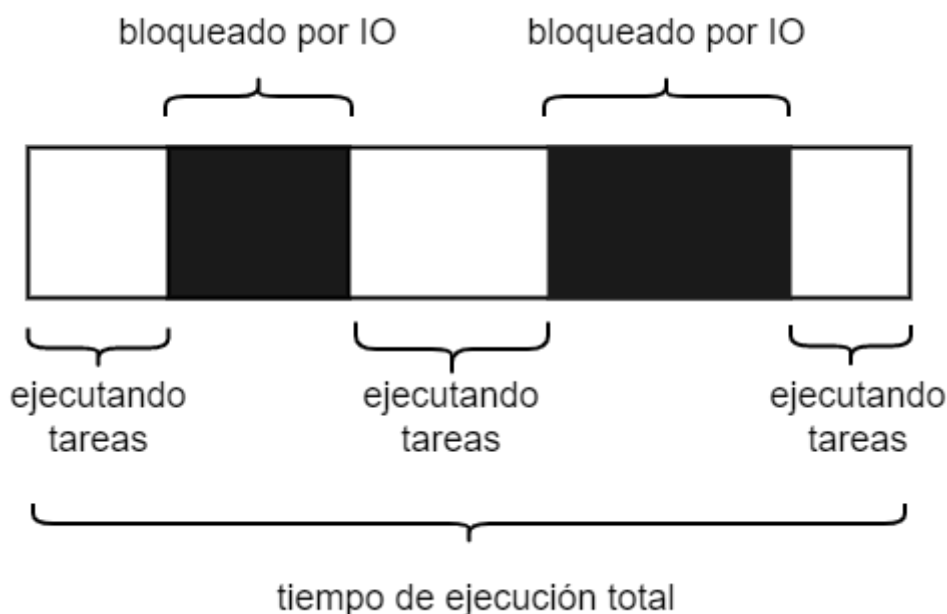 bloqueado por IO
bloqueado por IO
ejecutando
tareas
ejecutando
tareas
ejecutando
tareas
tiempo de ejecución total